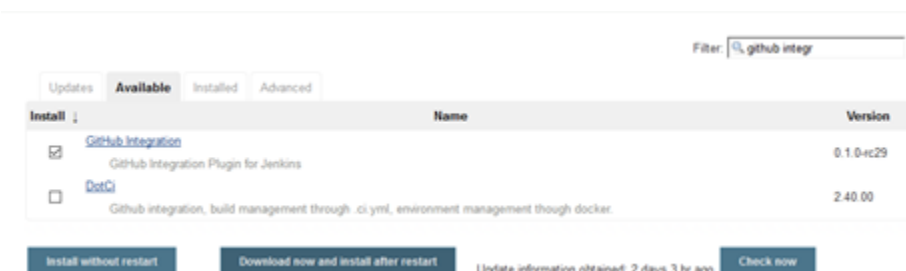 Filter: github integr
Updates Available Installed Advanced
Install ↓ Name Version
GitHub Integration
GitHub Integration Plugin for Jenkins
0.1.0-rc29
DotCi
Github integration, build management through .ci.yml, environment management though docker.
2.40.00
Install without restart Download now and install after restart Update information obtained: 2 days 3 hr ago Check now